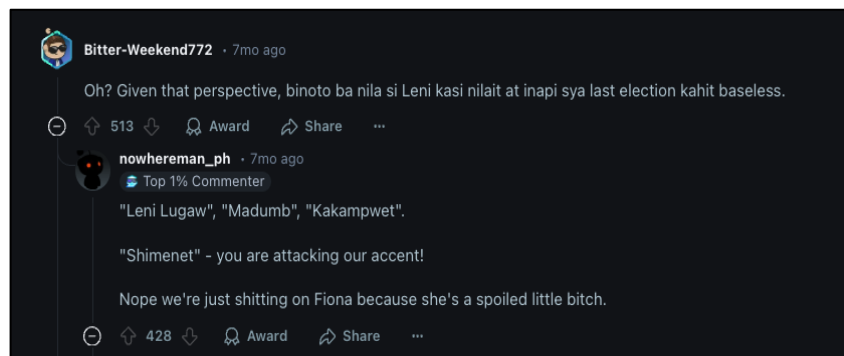 Bitter-Weekend772 · 7mo ago
Oh? Given that perspective, binoto ba nila si Leni kasi nilait at inapi sya last election kahit baseless.
513 Award Share ···
nowhereman_ph · 7mo ago
Top 1% Commenter
"Leni Lugaw", "Madumb", "Kakampwet".
"Shimenet" - you are attacking our accent!
Nope we're just shitting on Fiona because she's a spoiled little bitch.
428 Award Share ···